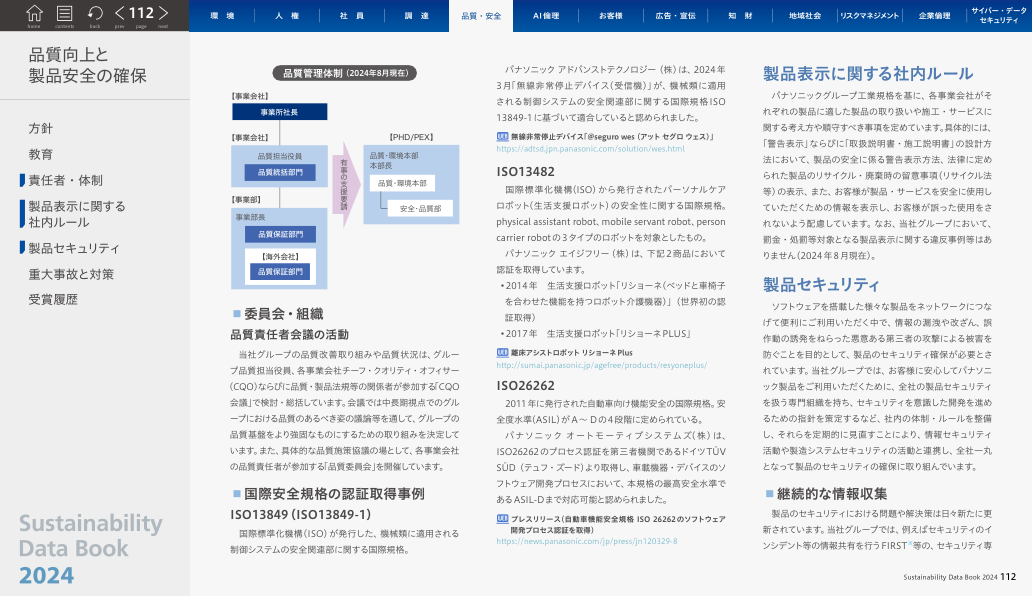 home contents back prev 112 page next
環 境
人 権
社 員
調 達
品質・安全
AI倫理
お客様
広告・宣伝
知 財
地域社会
リスクマネジメント
企業倫理
サイバー・データ
セキュリティ
品質向上と
製品安全の確保
方針
教育
責任者・体制
製品表示に関する
社内ルール
製品セキュリティ
重大事故と対策
受賞履歴
Sustainability
Data Book
2024
品質管理体制（2024年8月現在）
【事業会社】
事業所社長
【事業会社】
品質担当役員
品質統括部門
【事業部】
事業部長
品質保証部門
【海外会社】
品質保証部門
有事の支援要請
【PHD/PEX】
品質・環境本部
本部長
品質・環境本部
安全・品質部
■ 委員会・組織
品質責任者会議の活動
当社グループの品質改善取り組みや品質状況は、グルー
プ品質担当役員、各事業会社チーフ・クオリティ・オフィサー
（CQO）ならびに品質・製品法規等の関係者が参加する「CQO
会議」で検討・総括しています。会議では中長期視点でのグル
ープにおける品質のあるべき姿の議論等を通して、グループの
品質基盤をより強固なものにするための取り組みを決定して
います。また、具体的な品質施策協議の場として、各事業会社
の品質責任者が参加する「品質委員会」を開催しています。
■ 国際安全規格の認証取得事例
ISO13849（ISO13849-1）
国際標準化機構（ISO）が発行した、機械類に適用される
制御システムの安全関連部に関する国際規格。
パナソニック アドバンストテクノロジー（株）は、2024年
3月「無線非常停止デバイス（受信機）」が、機械類に適用
される制御システムの安全関連部に関する国際規格ISO
13849-1に基づいて適合していると認められました。
無線非常停止デバイス「@seguro wes（アット セグロ ウェス）」
https://adtsd.jpn.panasonic.com/solution/wes.html
ISO13482
国際標準化機構（ISO）から発行されたパーソナルケア
ロボット（生活支援ロボット）の安全性に関する国際規格。
physical assistant robot, mobile servant robot, person
carrier robotの3タイプのロボットを対象としたもの。
パナソニック エイジフリー（株）は、下記2商品において
認証を取得しています。
•2014年　生活支援ロボット「リショーネ（ベッドと車椅子
を合わせた機能を持つロボット介護機器）」（世界初の認
証取得）
•2017年　生活支援ロボット「リショーネPLUS」
離床アシストロボット リショーネPlus
http://sumai.panasonic.jp/agefree/products/resyoneplus/
ISO26262
2011年に発行された自動車向け機能安全の国際規格。安
全度水準（ASIL）がA～Dの4段階に定められている。
パナソニック オートモーティブシステムズ（株）は、
ISO26262のプロセス認証を第三者機関であるドイツTÜV
SÜD（テュフ・ズード）より取得し、車載機器・デバイスのソ
フトウェア開発プロセスにおいて、本規格の最高安全水準で
あるASIL-Dまで対応可能と認められました。
プレスリリース（自動車機能安全規格 ISO 26262のソフトウェア
開発プロセス認証を取得）
https://news.panasonic.com/jp/press/jn120329-8
製品表示に関する社内ルール
パナソニックグループ工業規格を基に、各事業会社がそ
れぞれの製品に適した製品の取り扱いや施工・サービスに
関する考え方や順守すべき事項を定めています。具体的には、
「警告表示」ならびに「取扱説明書・施工説明書」の設計方
法において、製品の安全に係る警告表示方法、法律に定め
られた製品のリサイクル・廃棄時の留意事項（リサイクル法
等）の表示、また、お客様が製品・サービスを安全に使用し
ていただくための情報を表示し、お客様が誤った使用をさ
れないよう配慮しています。なお、当社グループにおいて、
罰金・処罰等対象となる製品表示に関する違反事例等はあ
りません（2024年8月現在）。
製品セキュリティ
ソフトウェアを搭載した様々な製品をネットワークにつな
げて便利にご利用いただく中で、情報の漏洩や改ざん、誤
作動の誘発をねらった悪意ある第三者の攻撃による被害を
防ぐことを目的として、製品のセキュリティ確保が必要とさ
れています。当社グループでは、お客様に安心してパナソニ
ック製品をご利用いただくために、全社の製品セキュリティ
を扱う専門組織を持ち、セキュリティを意識した開発を進め
るための指針を策定するなど、社内の体制・ルールを整備
し、それらを定期的に見直すことにより、情報セキュリティ
活動や製造システムセキュリティの活動と連携し、全社一丸
となって製品のセキュリティの確保に取り組んでいます。
■ 継続的な情報収集
製品のセキュリティにおける問題や解決策は日々新たに更
新されています。当社グループでは、例えばセキュリティのイ
ンシデント等の情報共有を行うFIRST※等の、セキュリティ専
Sustainability Data Book 2024 112